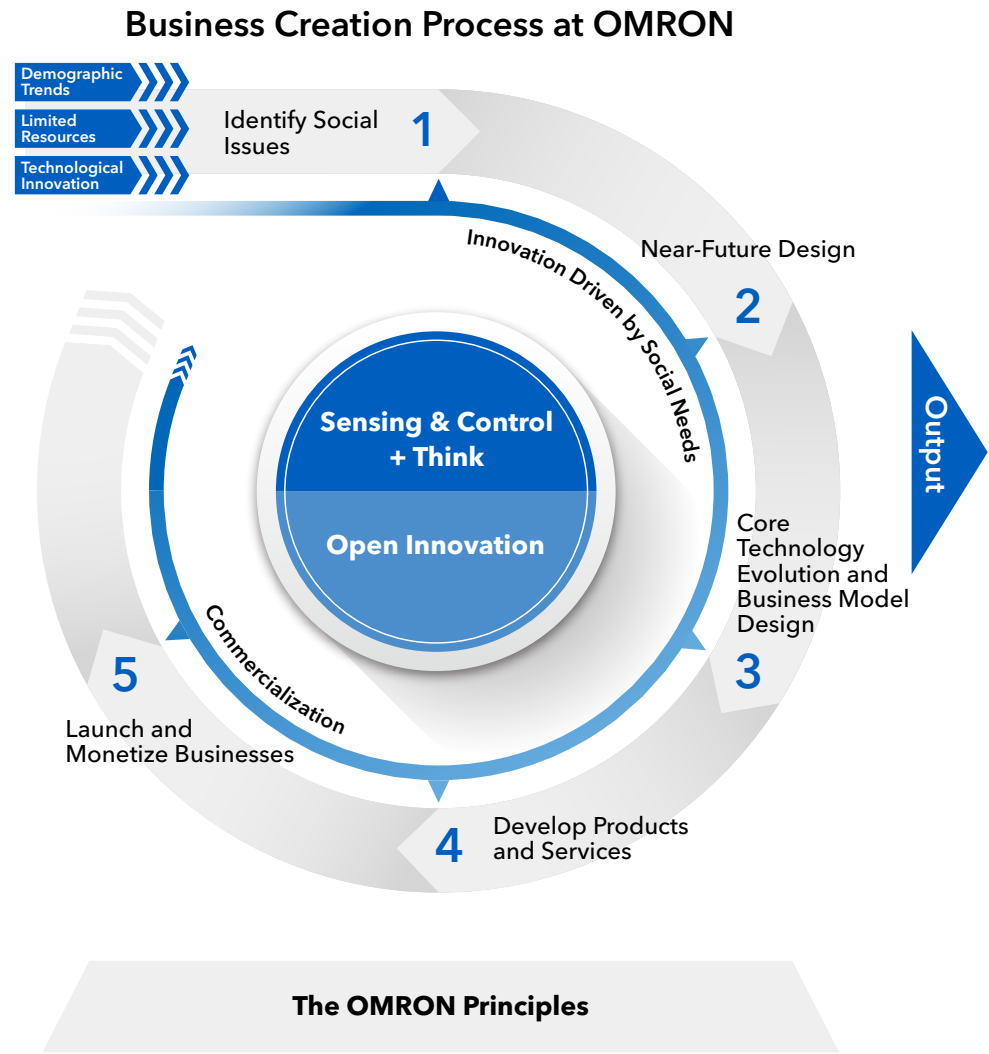 Business Creation Process at OMRON
Demographic
Trends
Limited
Resources
Technological
Innovation
Identify Social
Issues
1
Innovation Driven by Social Needs
Near-Future Design
2
Output
Sensing & Control
+ Think
Open Innovation
Core
Technology
Evolution and
Business Model
Design
3
Commercialization
5
Launch and
Monetize Businesses
4
Develop Products
and Services
The OMRON Principles